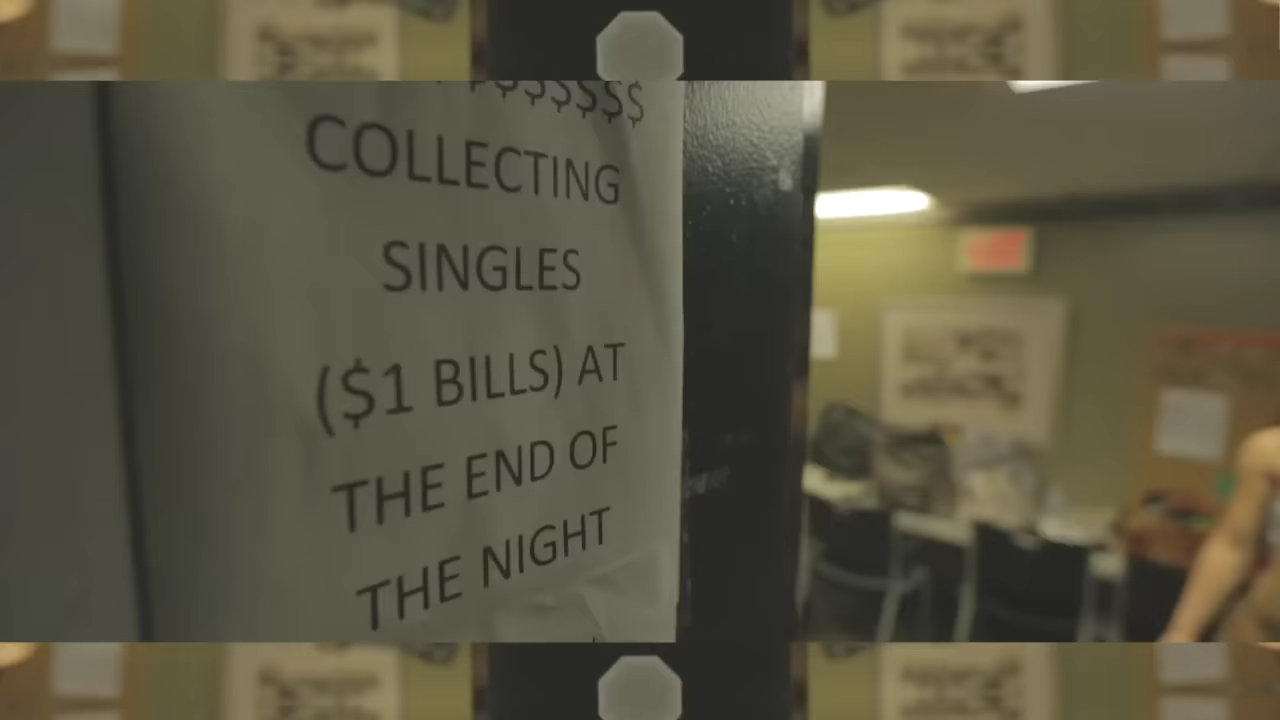 $$$$$$
COLLECTING
SINGLES
($1 BILLS) AT
THE END OF
THE NIGHT